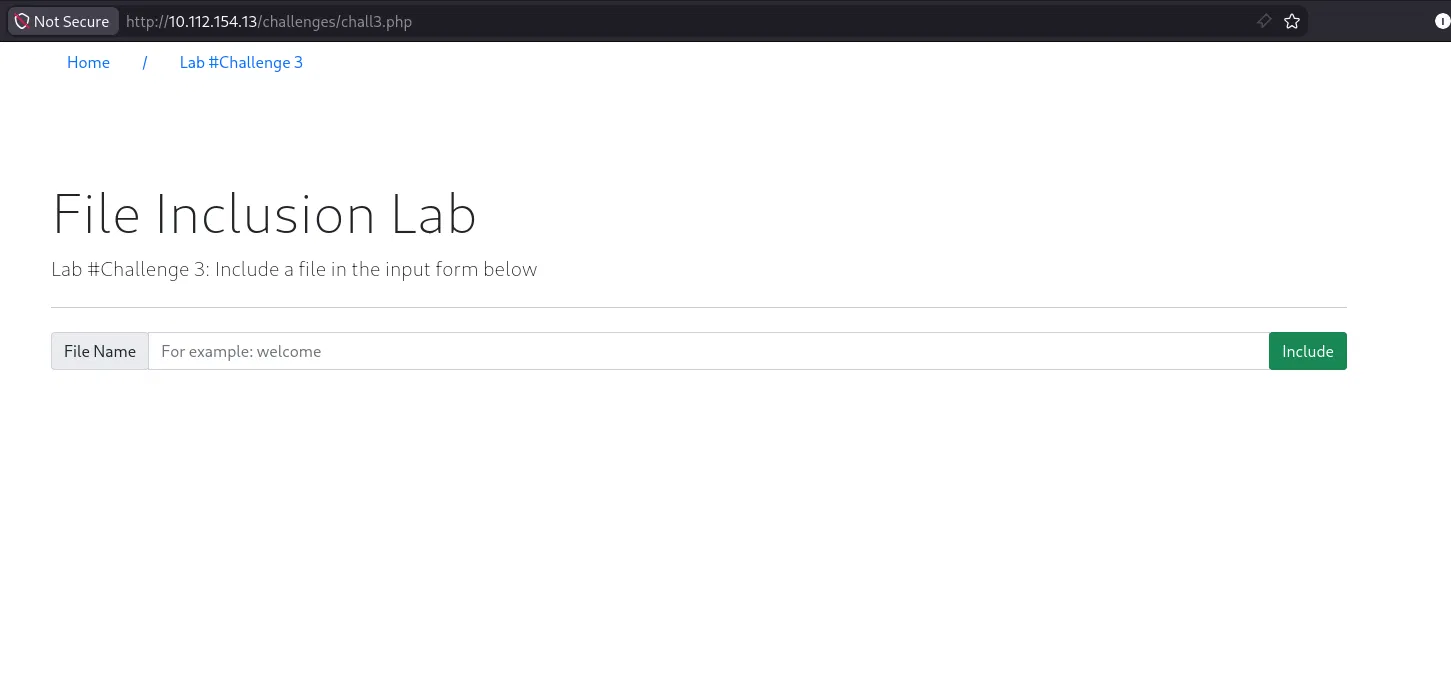 Not Secure http://10.112.154.13/challenges/chall3.php
Home / Lab #Challenge 3
File Inclusion Lab
Lab #Challenge 3: Include a file in the input form below
File Name For example: welcome Include